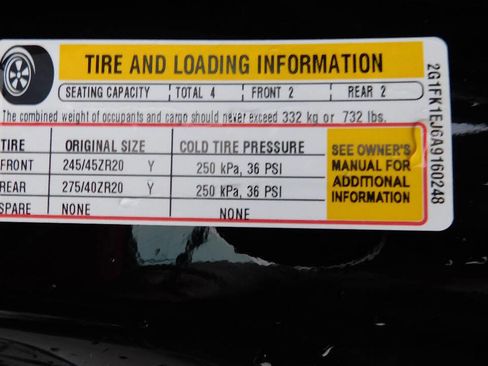 TIRE AND LOADING INFORMATION
SEATING CAPACITY TOTAL 4 FRONT 2 REAR 2
The combined weight of occupants and cargo should never exceed 332 kg or 732 lbs.
TIRE ORIGINAL SIZE COLD TIRE PRESSURE
FRONT 245/45ZR20 Y 250 kPa, 36 PSI
REAR 275/40ZR20 Y 250 kPa, 36 PSI
SPARE NONE NONE
SEE OWNER'S
MANUAL FOR
ADDITIONAL
INFORMATION
2G1FK1EJ6A9160248